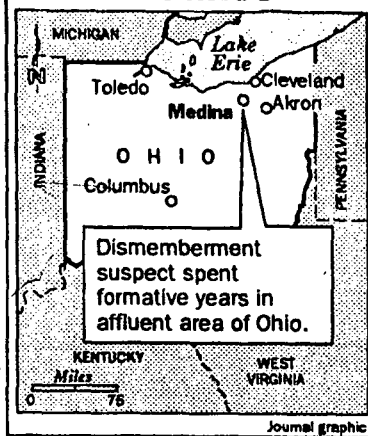 MICHIGAN
Lake
Erie
N
Toledo
Cleveland
Medina
Akron
INDIANA
OHIO
PENNSYLVANIA
Columbus
Dismemberment
suspect spent
formative years in
affluent area of Ohio.
KENTUCKY
WEST
VIRGINIA
Miles
0 75
Journal graphic